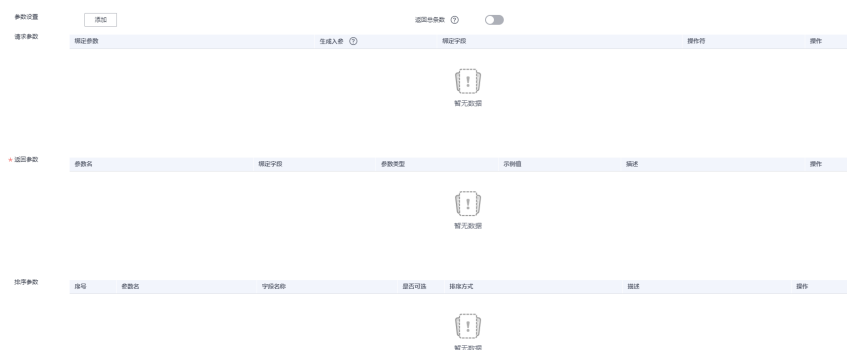 参数设置 添加 返回总条数 ?
请求参数
绑定参数 生成入参 ? 绑定字段 操作符 操作
暂无数据
* 返回参数
参数名 绑定字段 参数类型 示例值 描述 操作
暂无数据
排序参数
序号 参数名 字段名称 是否可选 排序方式 描述 操作
暂无数据